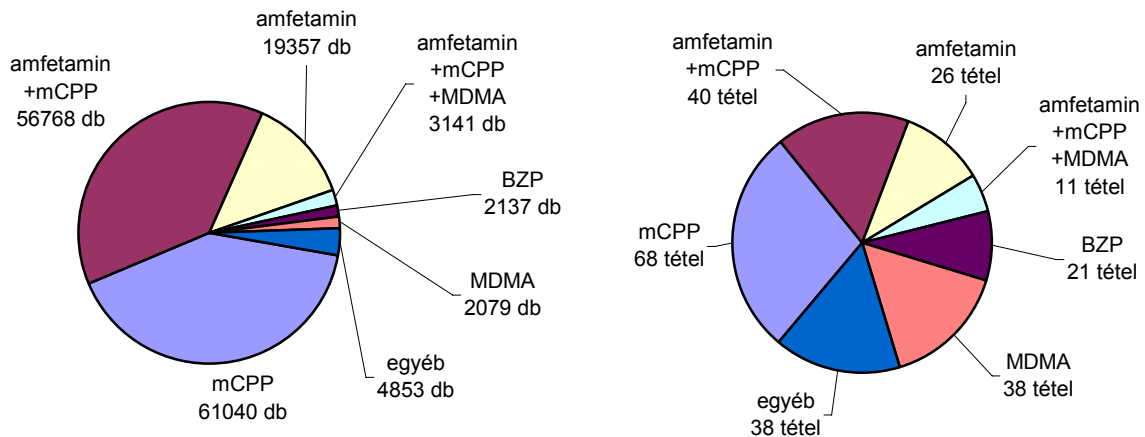 amfetamin
19357 db
amfetamin
+mCPP
56768 db
amfetamin
+mCPP
+MDMA
3141 db
BZP
2137 db
MDMA
2079 db
egyéb
4853 db
mCPP
61040 db
amfetamin
+mCPP
40 tétel
amfetamin
26 tétel
amfetamin
+mCPP
+MDMA
11 tétel
BZP
21 tétel
MDMA
38 tétel
egyéb
38 tétel
mCPP
68 tétel